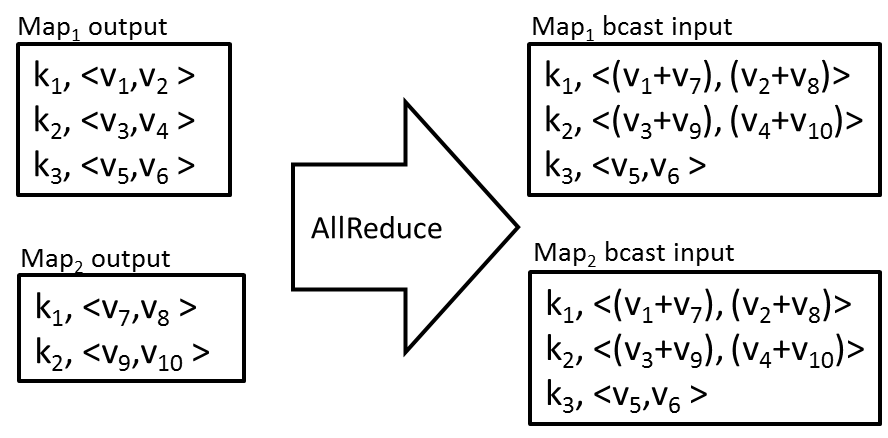 Map₁ output
k₁, <v₁,v₂ >
k₂, <v₃,v₄ >
k₃, <v₅,v₆ >
Map₂ output
k₁, <v₇,v₈ >
k₂, <v₉,v₁₀ >
AllReduce
Map₁ bcast input
k₁, <(v₁+v₇), (v₂+v₈)>
k₂, <(v₃+v₉), (v₄+v₁₀)>
k₃, <v₅,v₆ >
Map₂ bcast input
k₁, <(v₁+v₇), (v₂+v₈)>
k₂, <(v₃+v₉), (v₄+v₁₀)>
k₃, <v₅,v₆ >